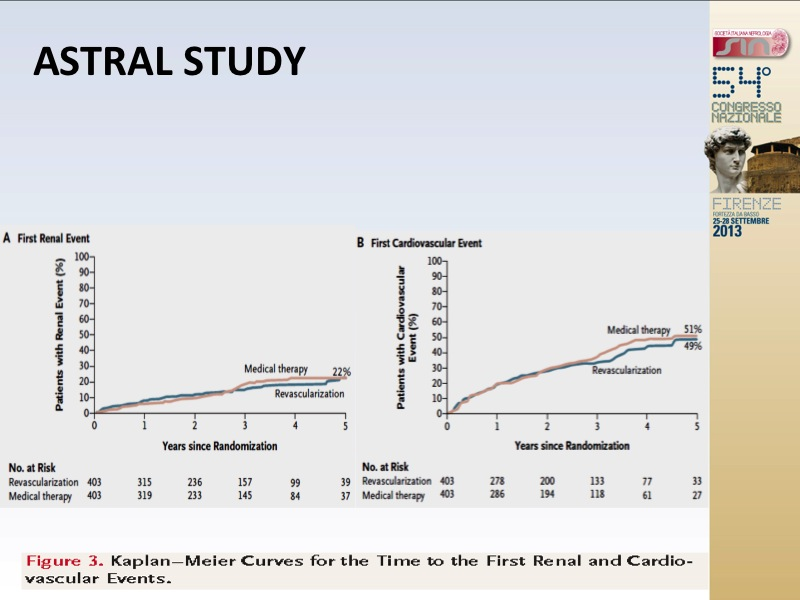 ASTRAL STUDY
SOCIETÀ ITALIANA NEFROLOGIA
SIN
54°
CONGRESSO
NAZIONALE
FIRENZE
FORTEZZA DA BASSO
25-28 SETTEMBRE
2013
A First Renal Event
Patients with Renal Event (%)
100
90
80
70
60
50
40
30
20
10
0
Medical therapy
22%
Revascularization
0 1 2 3 4 5
Years since Randomization
No. at Risk
Revascularization 403 315 236 157 99 39
Medical therapy 403 319 233 145 84 37
B First Cardiovascular Event
Patients with Cardiovascular
Event (%)
100
90
80
70
60
50
40
30
20
10
0
Medical therapy 51%
49%
Revascularization
0 1 2 3 4 5
Years since Randomization
No. at Risk
Revascularization 403 278 200 133 77 33
Medical therapy 403 286 194 118 61 27
Figure 3. Kaplan–Meier Curves for the Time to the First Renal and Cardio-
vascular Events.